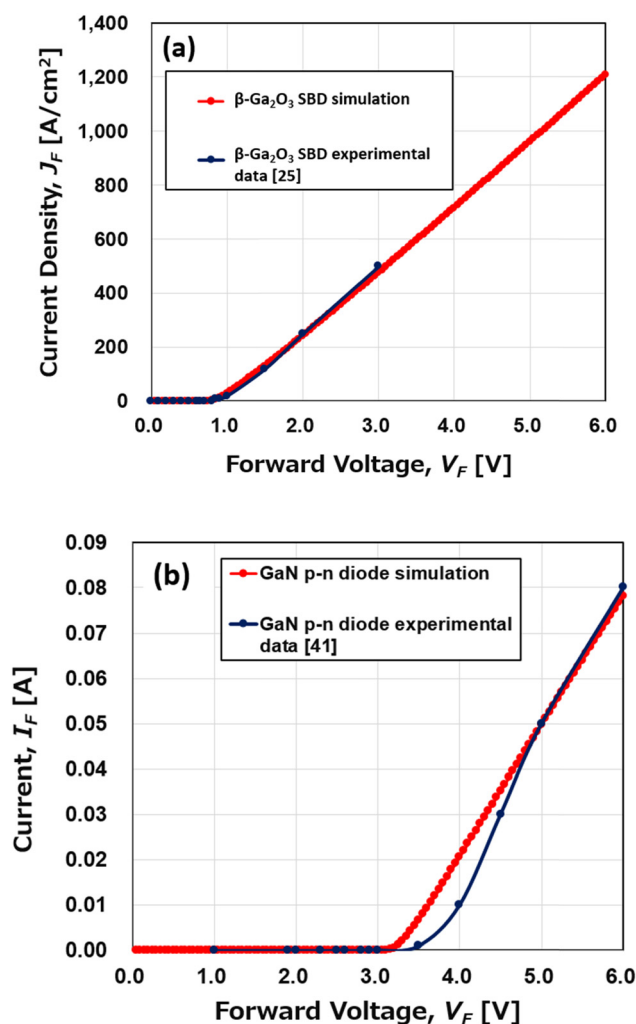 (a)
1,400
1,200
1,000
800
600
400
200
0
Current Density, J_F [A/cm²]
β-Ga₂O₃ SBD simulation
β-Ga₂O₃ SBD experimental
data [25]
0.0 1.0 2.0 3.0 4.0 5.0 6.0
Forward Voltage, V_F [V]
(b)
0.09
0.08
0.07
0.06
0.05
0.04
0.03
0.02
0.01
0.00
Current, I_F [A]
GaN p-n diode simulation
GaN p-n diode experimental
data [41]
0.0 1.0 2.0 3.0 4.0 5.0 6.0
Forward Voltage, V_F [V]